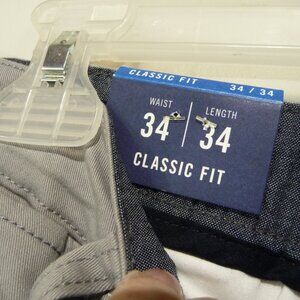 CLASSIC FIT 34 / 34
WAIST LENGTH
34 34
CLASSIC FIT